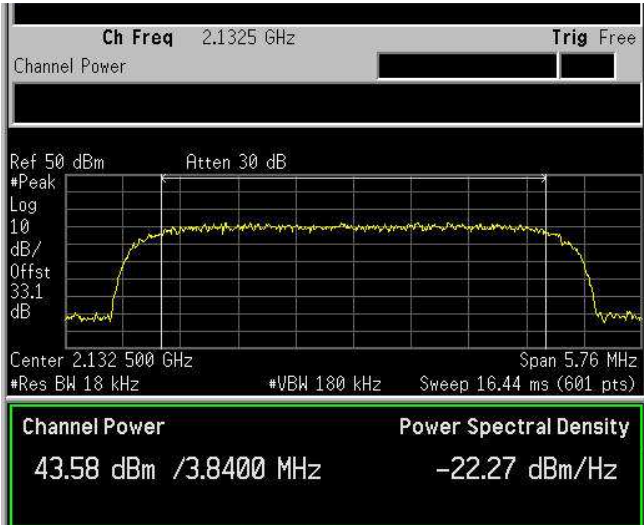 Ch Freq 2.1325 GHz Trig Free
Channel Power
Ref 50 dBm Atten 30 dB
#Peak
Log
10
dB/
Offst
33.1
dB
Center 2.132 500 GHz Span 5.76 MHz
#Res BW 18 kHz #VBW 180 kHz Sweep 16.44 ms (601 pts)
Channel Power Power Spectral Density
43.58 dBm /3.8400 MHz -22.27 dBm/Hz